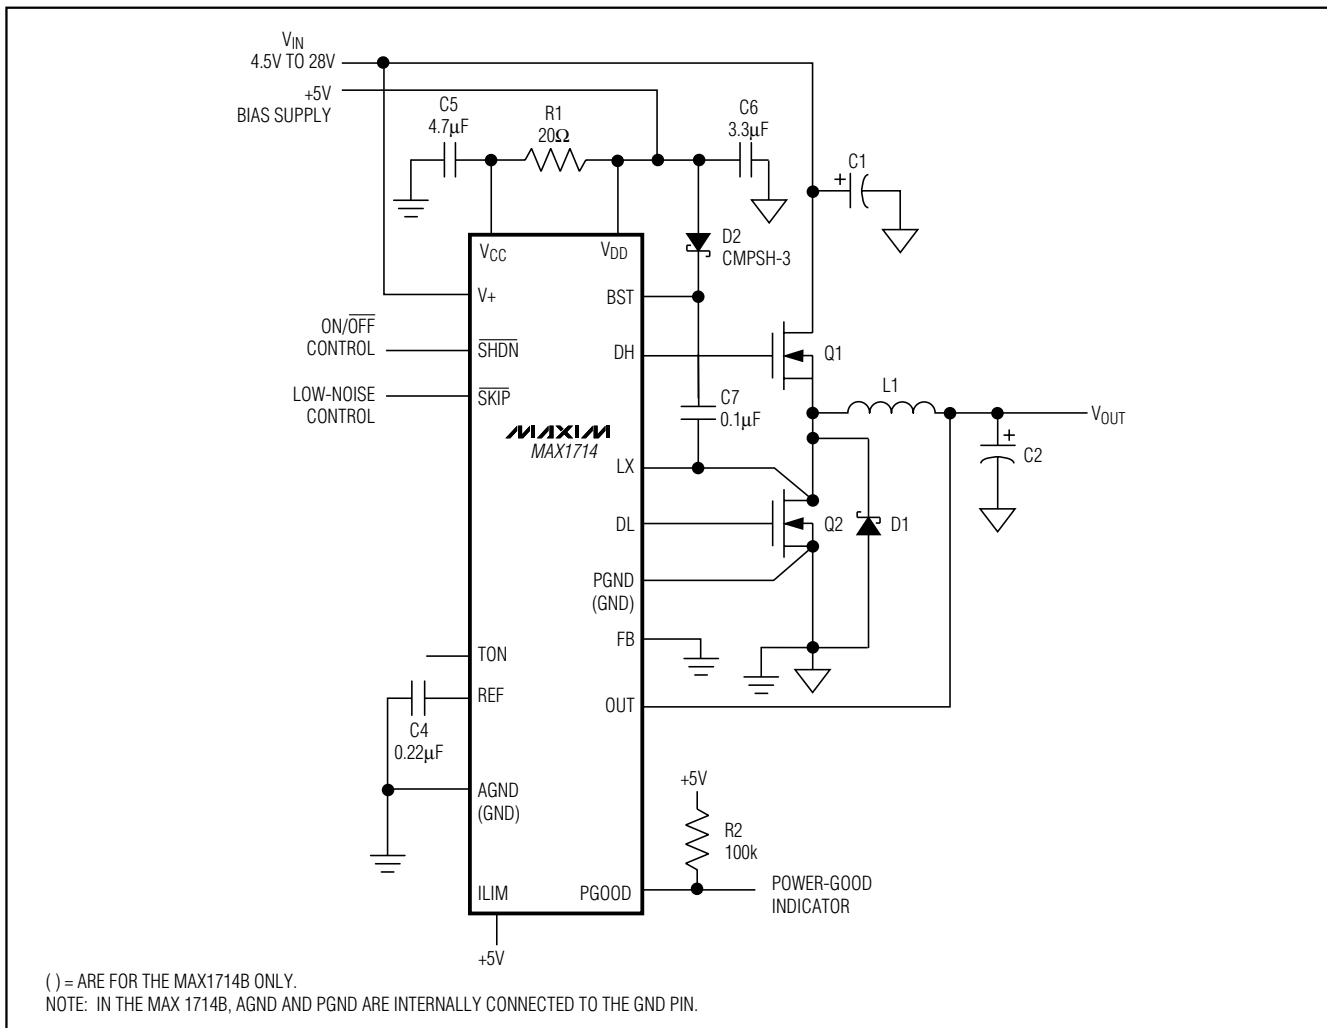 VIN
4.5V TO 28V
+5V
BIAS SUPPLY
C5
4.7µF
R1
20Ω
C6
3.3µF
C1
+
VCC
VDD
D2
CMPSH-3
V+
BST
ON/OFF
CONTROL
SHDN
DH
Q1
LOW-NOISE
CONTROL
SKIP
C7
0.1µF
L1
VOUT
MAXIM
MAX1714
+
C2
LX
DL
Q2
D1
PGND
(GND)
FB
TON
REF
OUT
C4
0.22µF
AGND
(GND)
+5V
R2
100k
ILIM
PGOOD
POWER-GOOD
INDICATOR
+5V
( ) = ARE FOR THE MAX1714B ONLY.
NOTE: IN THE MAX 1714B, AGND AND PGND ARE INTERNALLY CONNECTED TO THE GND PIN.